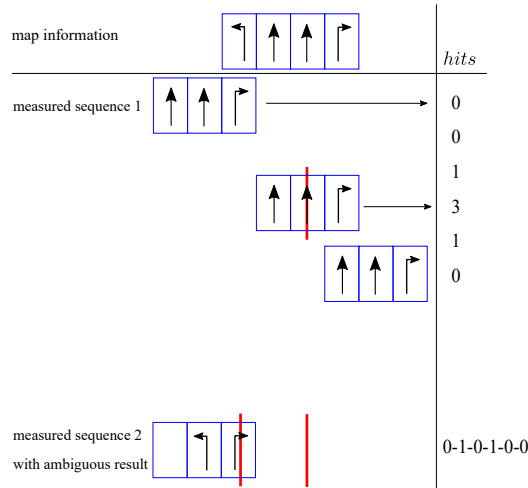 map information
hits
measured sequence 1
0
0
1
3
1
0
measured sequence 2
with ambiguous result
0-1-0-1-0-0